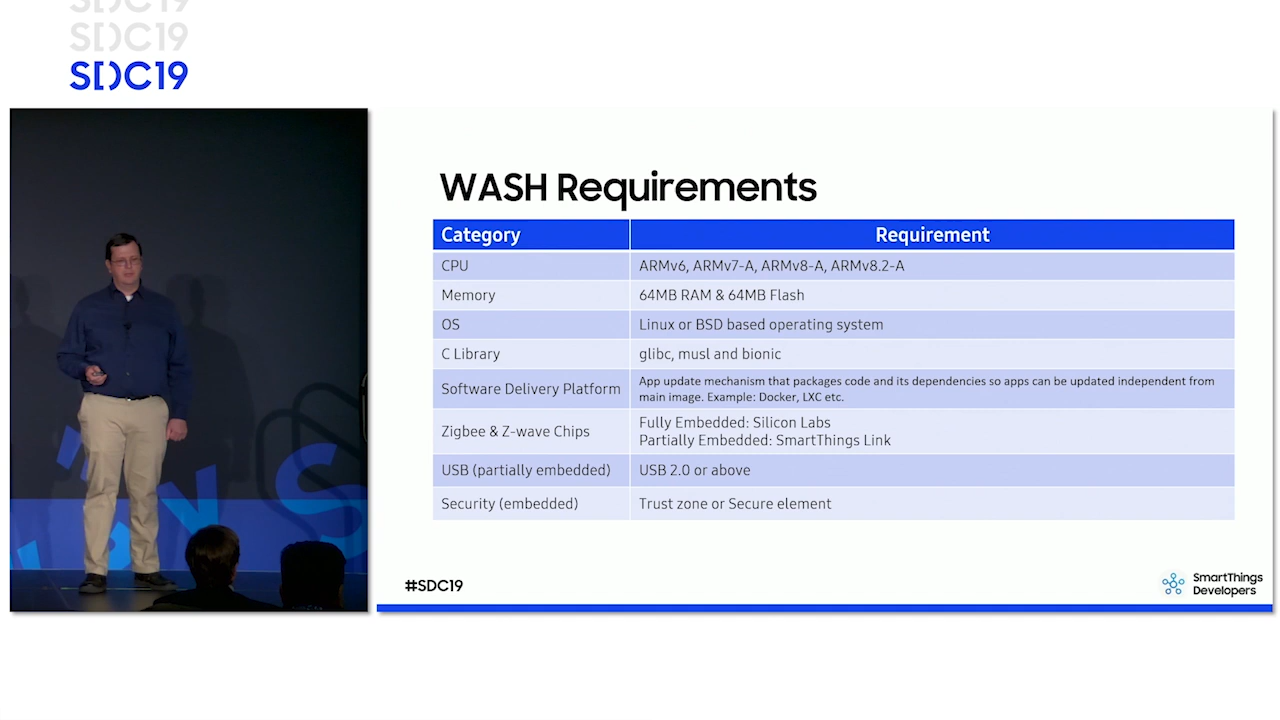 SDC19
SDC19
SDC19
WASH Requirements
Category Requirement
CPU ARMv6, ARMv7-A, ARMv8-A, ARMv8.2-A
Memory 64MB RAM & 64MB Flash
OS Linux or BSD based operating system
C Library glibc, musl and bionic
Software Delivery Platform App update mechanism that packages code and its dependencies so apps can be updated independent from
main image. Example: Docker, LXC etc.
Zigbee & Z-wave Chips Fully Embedded: Silicon Labs
Partially Embedded: SmartThings Link
USB (partially embedded) USB 2.0 or above
Security (embedded) Trust zone or Secure element
#SDC19
SmartThings
Developers